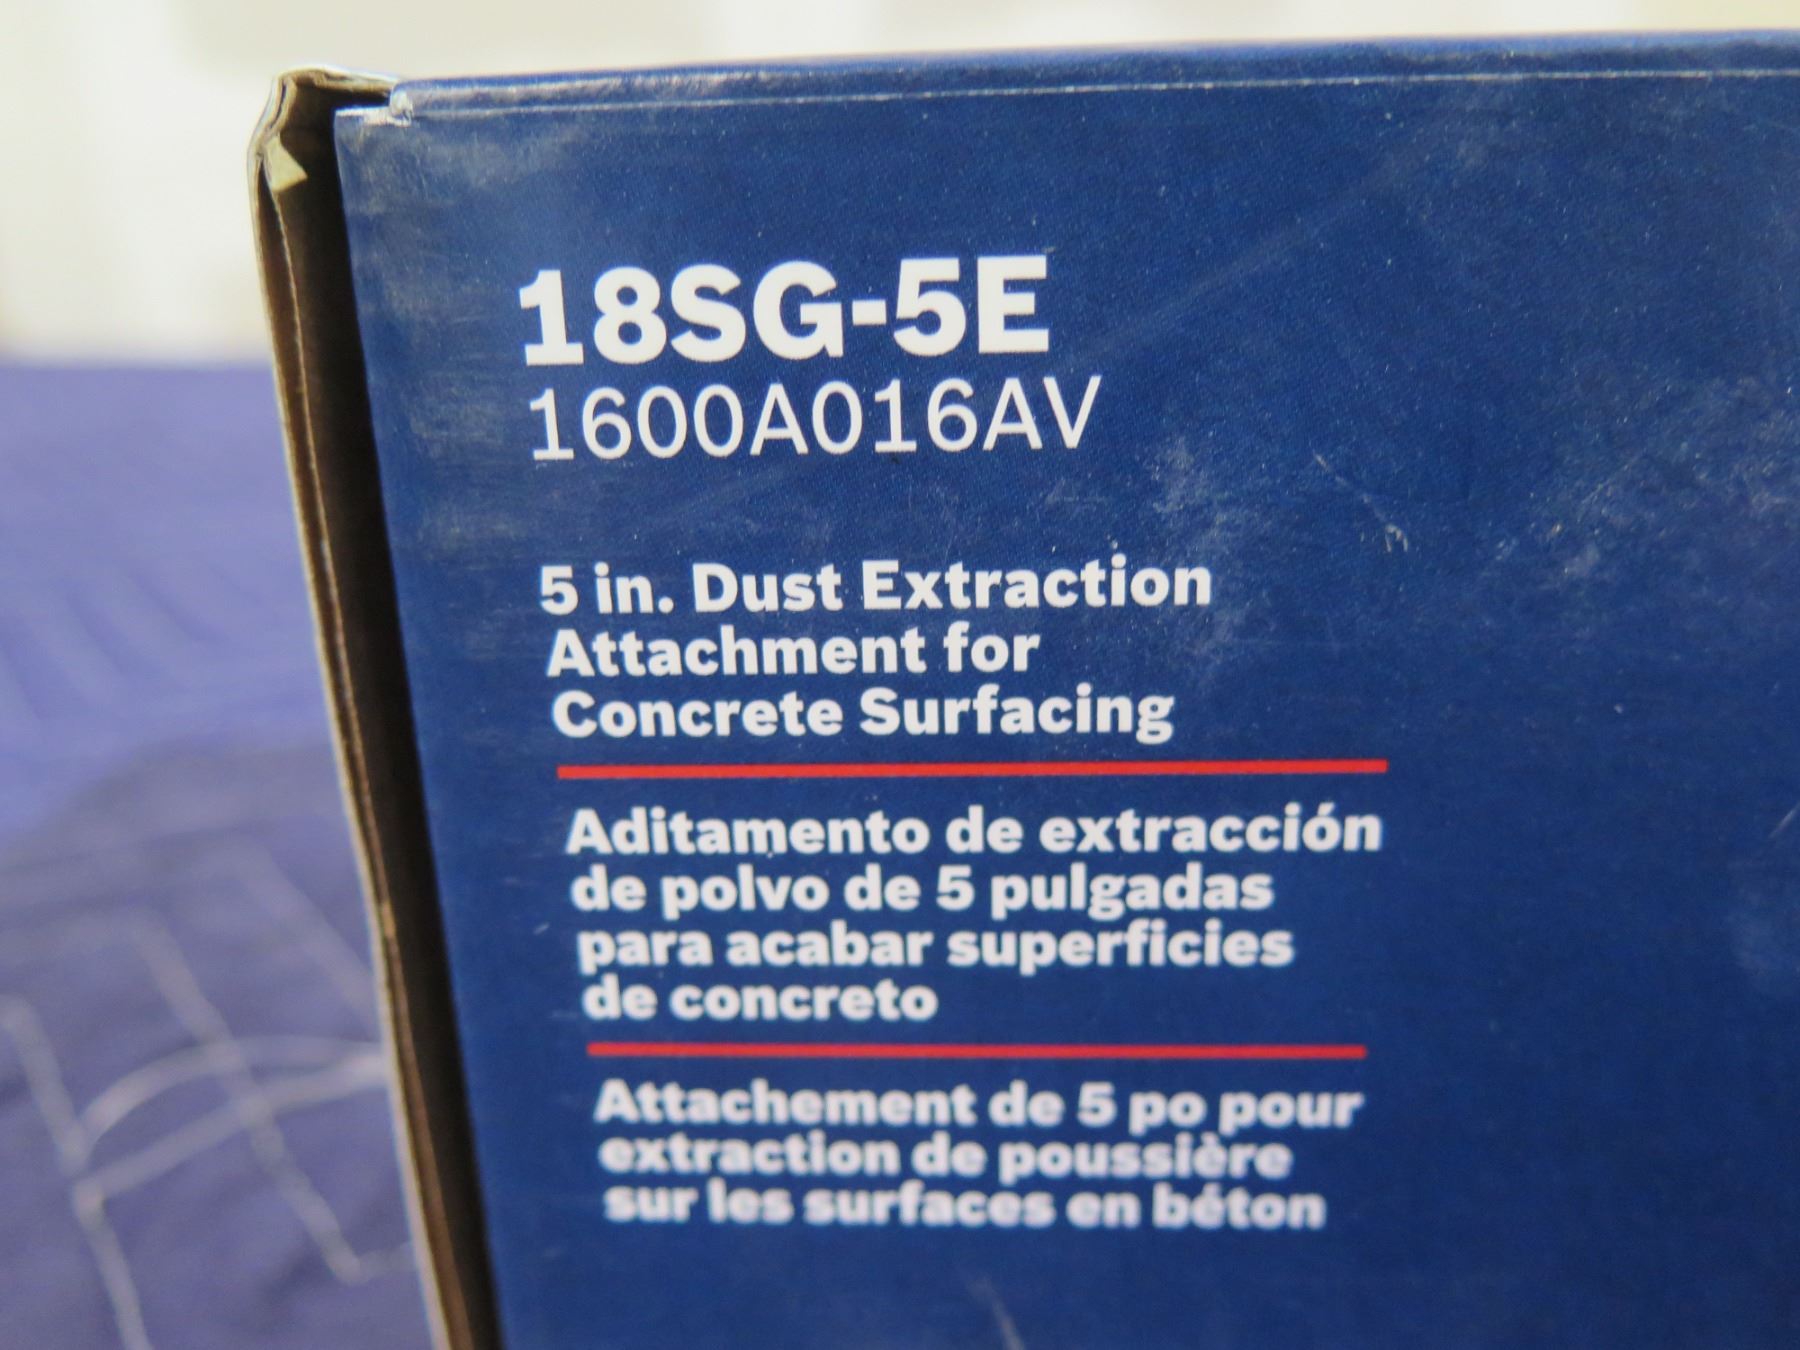 18SG-5E
1600A016AV
5 in. Dust Extraction
Attachment for
Concrete Surfacing
Aditamento de extracción
de polvo de 5 pulgadas
para acabar superficies
de concreto
Attachement de 5 po pour
extraction de poussière
sur les surfaces en béton